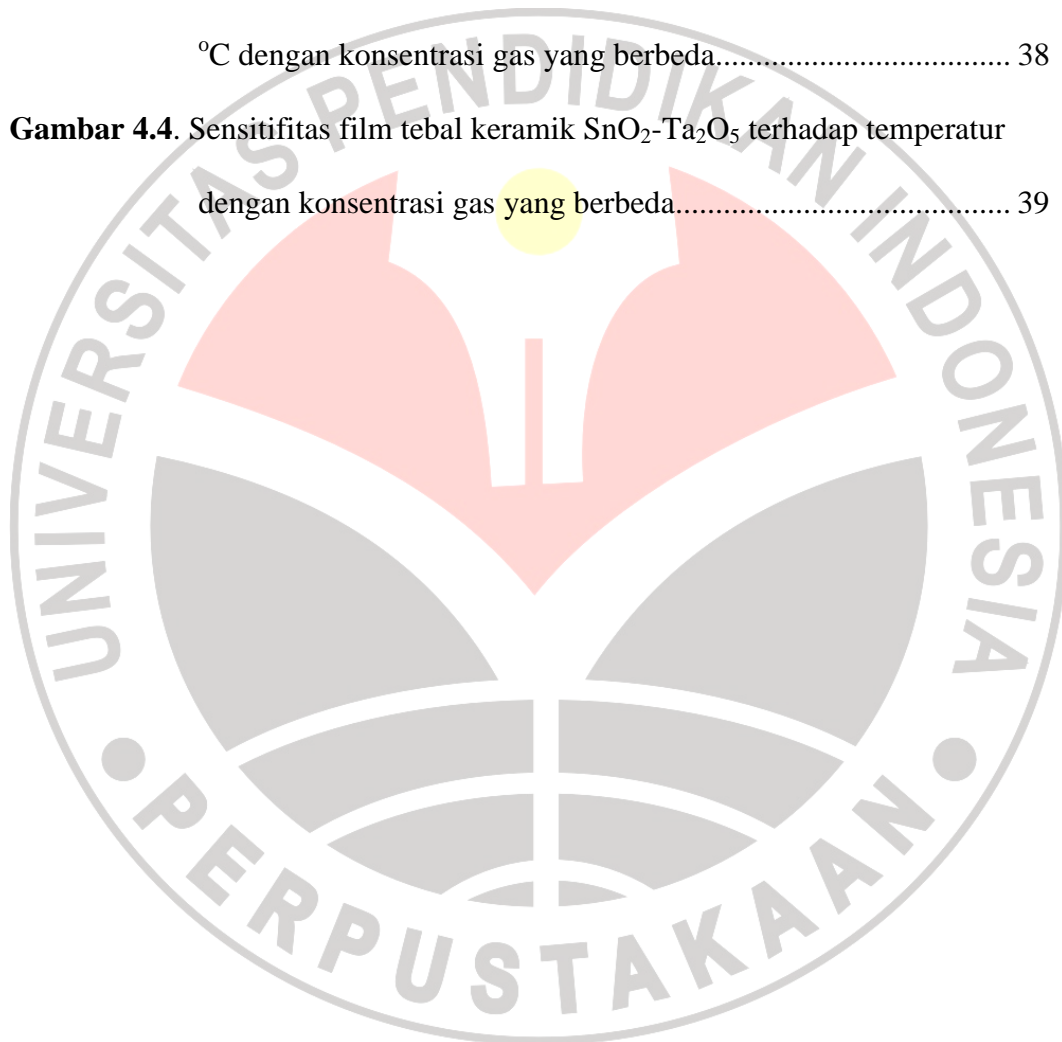 °C dengan konsentrasi gas yang berbeda.................................. 38
Gambar 4.4. Sensitifitas film tebal keramik SnO₂-Ta₂O₅ terhadap temperatur
dengan konsentrasi gas yang berbeda....................................... 39
UNIVERSITAS PENDIDIKAN INDONESIA
PERPUSTAKAAN